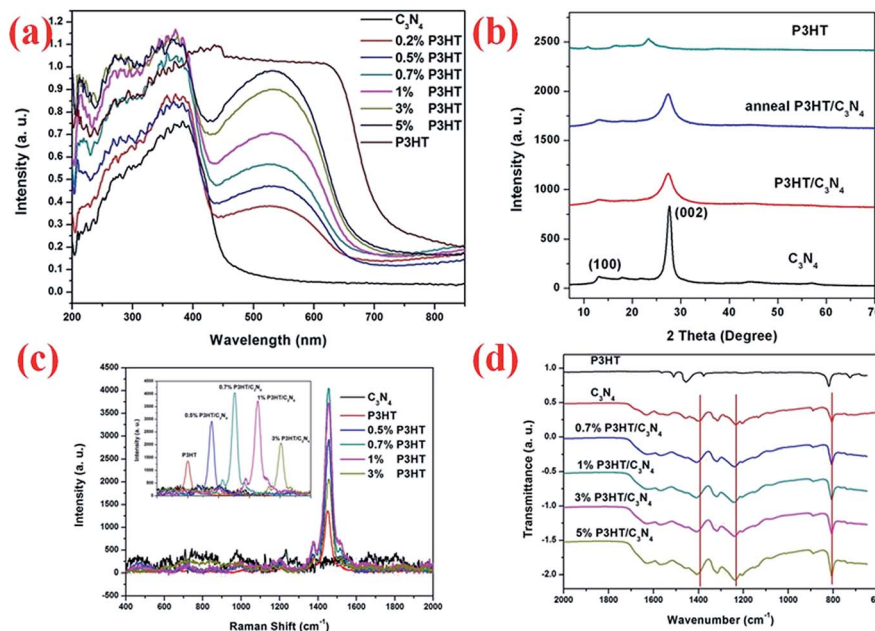 (a)
C₃N₄
0.2% P3HT
0.5% P3HT
0.7% P3HT
1% P3HT
3% P3HT
5% P3HT
P3HT
Intensity (a. u.)
1.2
1.1
1.0
0.9
0.8
0.7
0.6
0.5
0.4
0.3
0.2
0.1
0.0
200 300 400 500 600 700 800
Wavelength (nm)
(b)
P3HT
anneal P3HT/C₃N₄
P3HT/C₃N₄
(002)
(100)
C₃N₄
Intensity (a. u.)
2500
2000
1500
1000
500
0
10 20 30 40 50 60 70
2 Theta (Degree)
(c)
C₃N₄
P3HT
0.5% P3HT
0.7% P3HT
1% P3HT
3% P3HT
0.7% P3HT/C₃N₄
1% P3HT/C₃N₄
0.5% P3HT/C₃N₄
3% P3HT/C₃N₄
P3HT
Intensity (a. u.)
4500
4000
3500
3000
2500
2000
1500
1000
500
0
-500
400 600 800 1000 1200 1400 1600 1800 2000
Raman Shift (cm⁻¹)
(d)
P3HT
C₃N₄
0.7% P3HT/C₃N₄
1% P3HT/C₃N₄
3% P3HT/C₃N₄
5% P3HT/C₃N₄
Transmittance (a. u.)
1.0
0.5
0.0
-0.5
-1.0
-1.5
-2.0
2000 1800 1600 1400 1200 1000 800
Wavenumber (cm⁻¹)